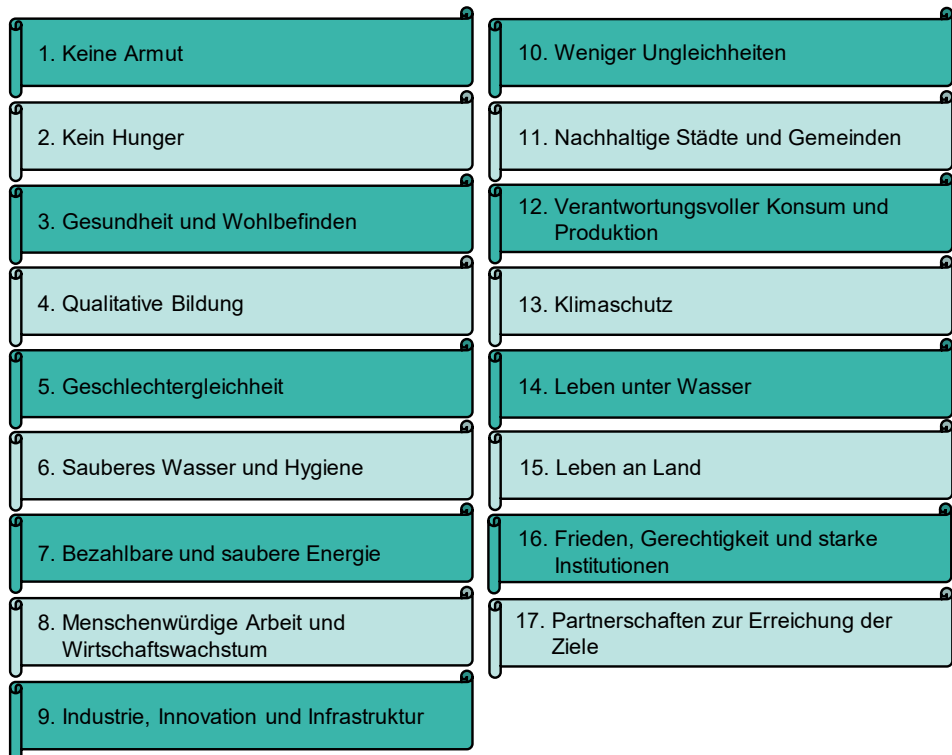 1. Keine Armut
2. Kein Hunger
3. Gesundheit und Wohlbefinden
4. Qualitative Bildung
5. Geschlechtergleichheit
6. Sauberes Wasser und Hygiene
7. Bezahlbare und saubere Energie
8. Menschenwürdige Arbeit und
Wirtschaftswachstum
9. Industrie, Innovation und Infrastruktur
10. Weniger Ungleichheiten
11. Nachhaltige Städte und Gemeinden
12. Verantwortungsvoller Konsum und
Produktion
13. Klimaschutz
14. Leben unter Wasser
15. Leben an Land
16. Frieden, Gerechtigkeit und starke
Institutionen
17. Partnerschaften zur Erreichung der
Ziele